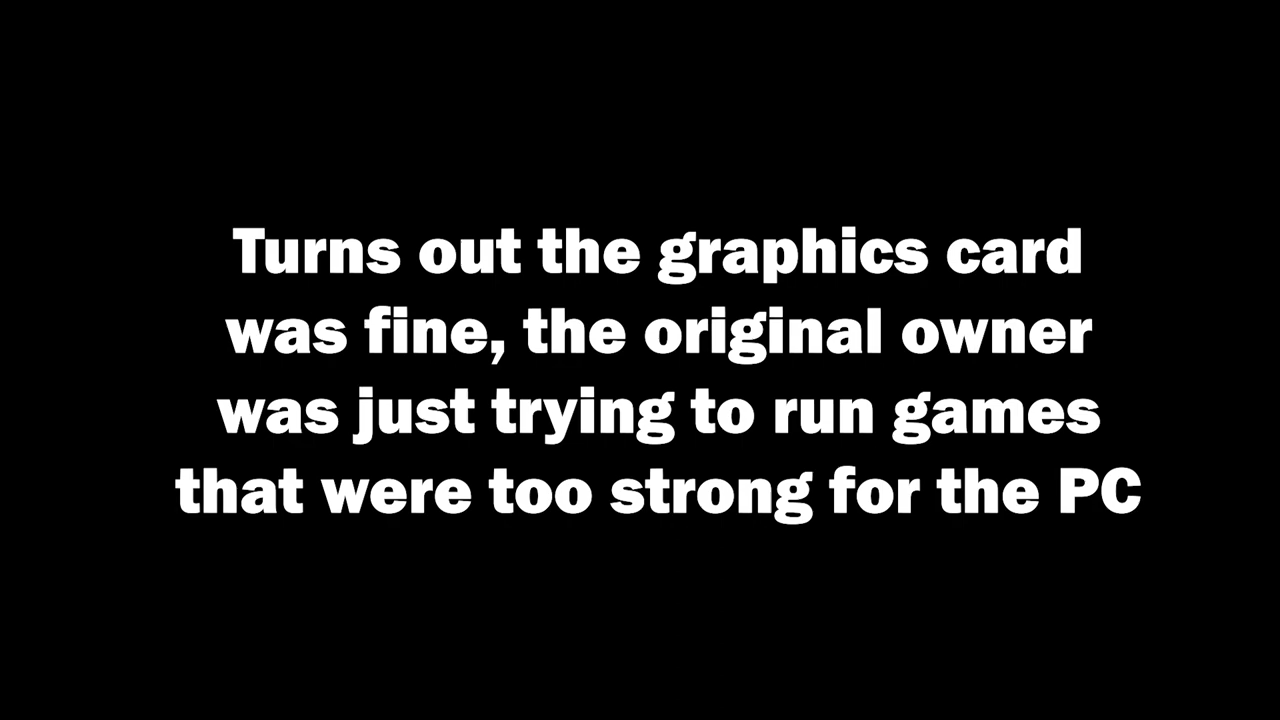 Turns out the graphics card
was fine, the original owner
was just trying to run games
that were too strong for the PC